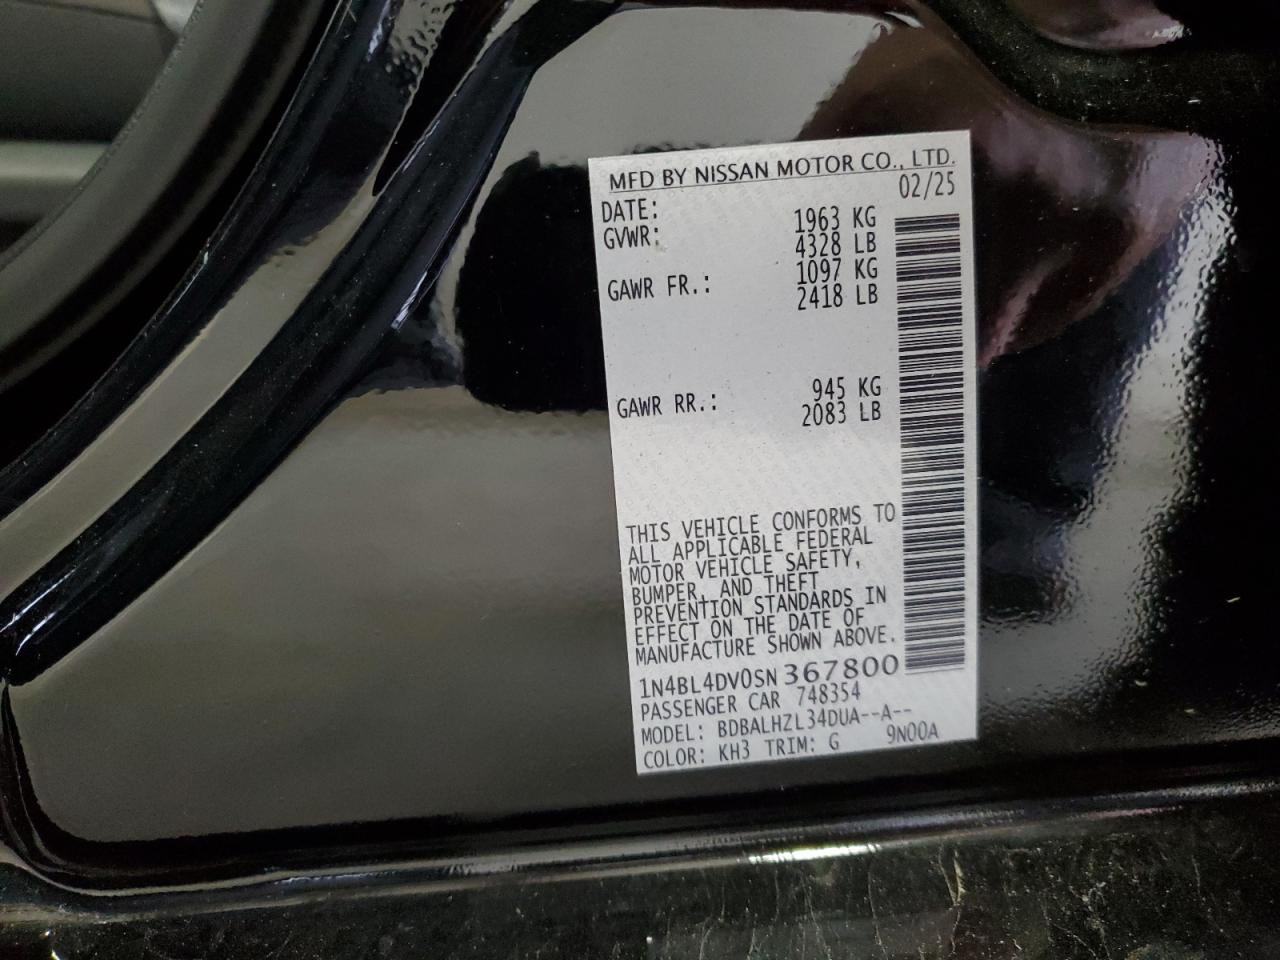 MFD BY NISSAN MOTOR CO., LTD.
DATE: 02/25
GVWR: 1963 KG
4328 LB
GAWR FR.: 1097 KG
2418 LB
GAWR RR.: 945 KG
2083 LB
THIS VEHICLE CONFORMS TO
ALL APPLICABLE FEDERAL
MOTOR VEHICLE SAFETY,
BUMPER, AND THEFT
PREVENTION STANDARDS IN
EFFECT ON THE DATE OF
MANUFACTURE SHOWN ABOVE.
1N4BL4DV0SN367800
PASSENGER CAR 748354
MODEL: BDBALHZL34DUA--A--
COLOR: KH3 TRIM: G 9N00A